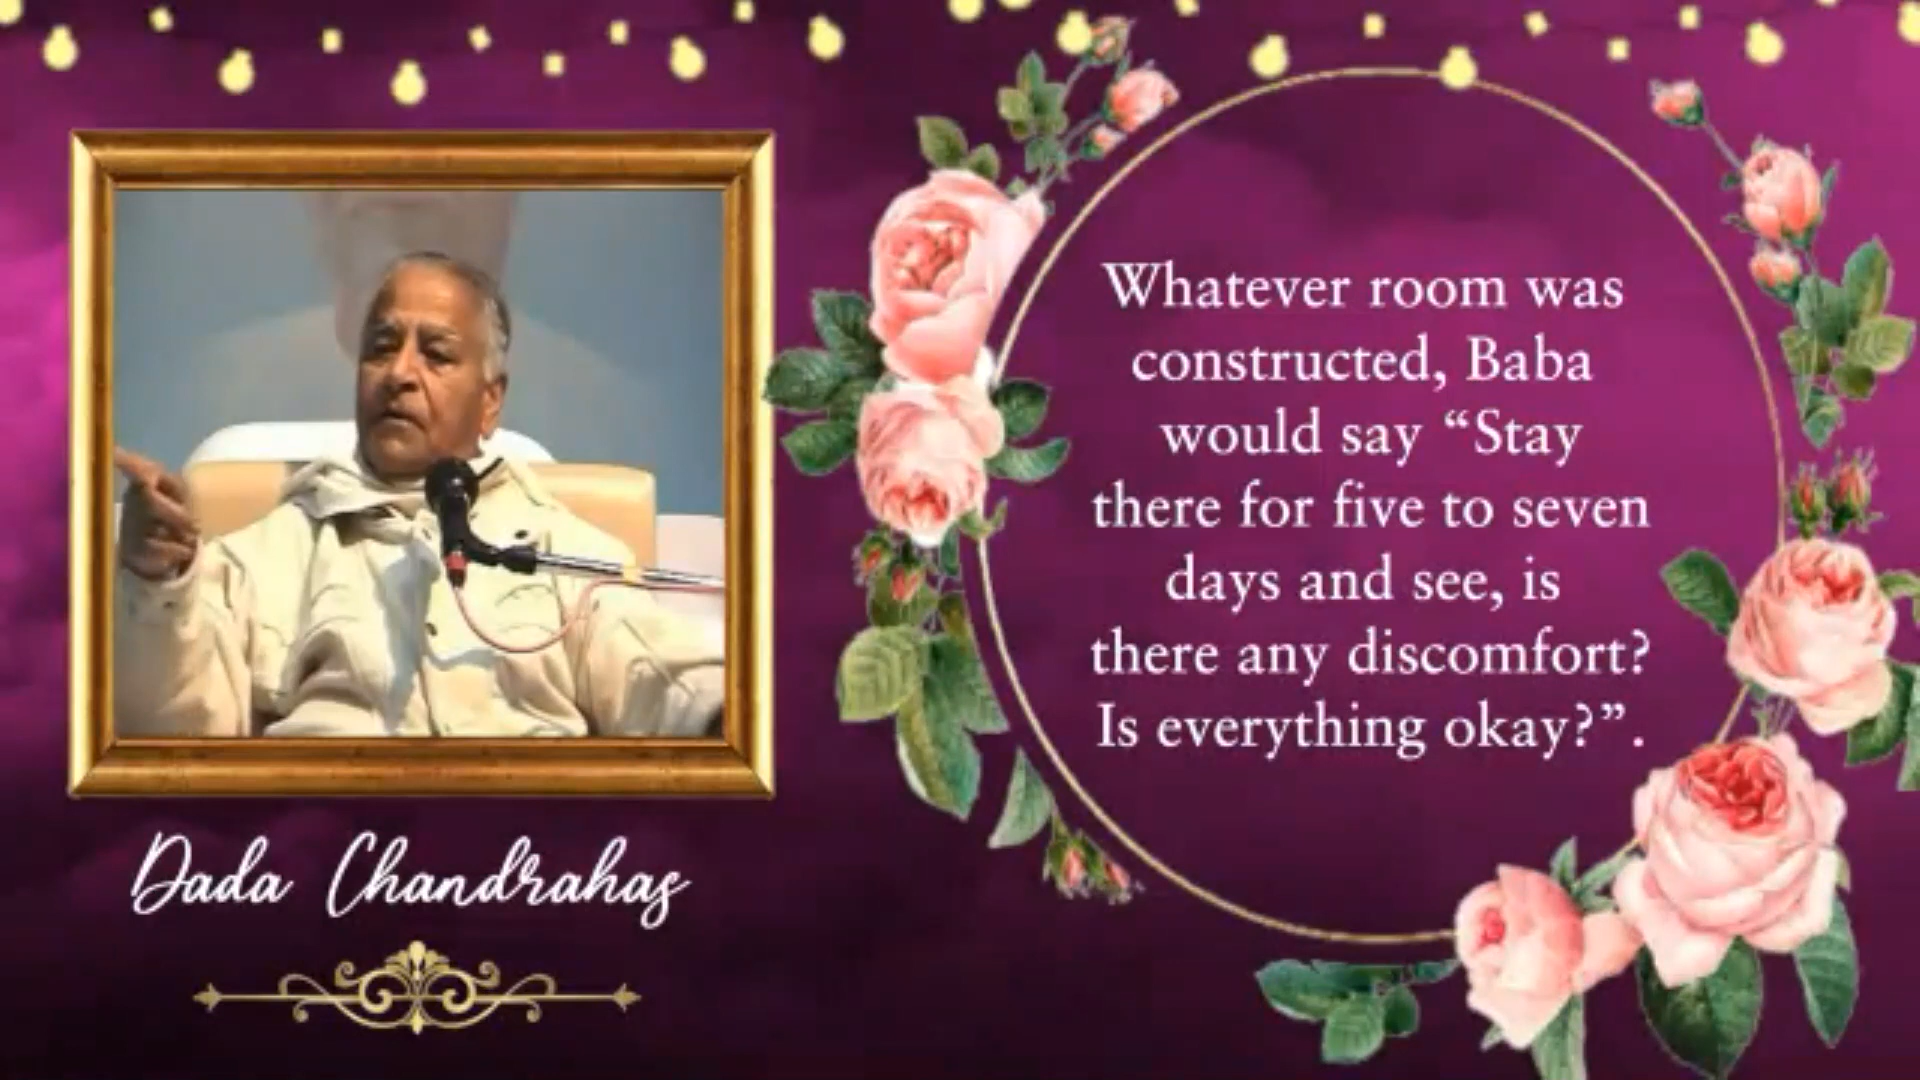 Whatever room was
constructed, Baba
would say “Stay
there for five to seven
days and see, is
there any discomfort?
Is everything okay?”.
Dada Chandrahas